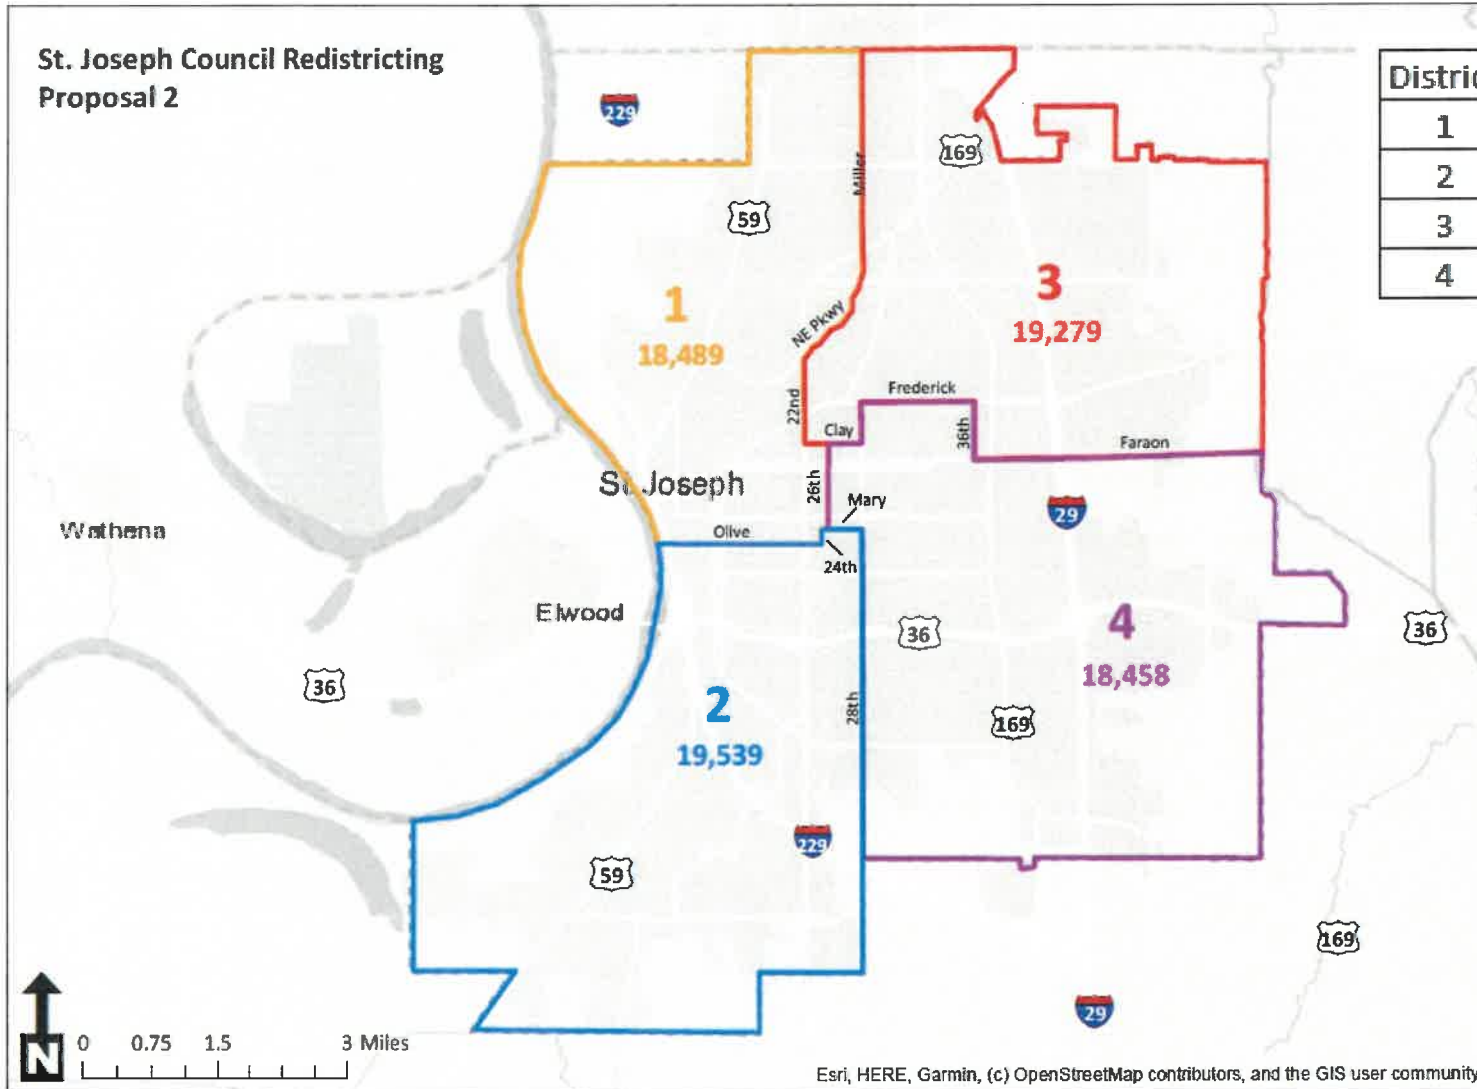 St. Joseph Council Redistricting
Proposal 2
229
169
59
Miller
Distric
1
2
3
4
3
19,279
1
18,489
NE Pkwy
22nd
Frederick
Clay
36th
Faraon
St. Joseph
26th
Mary
29
Wathena
Olive
24th
Elwood
36
4
18,458
36
36
2
19,539
28th
169
229
59
169
29
N
0 0.75 1.5 3 Miles
Esri, HERE, Garmin, (c) OpenStreetMap contributors, and the GIS user community